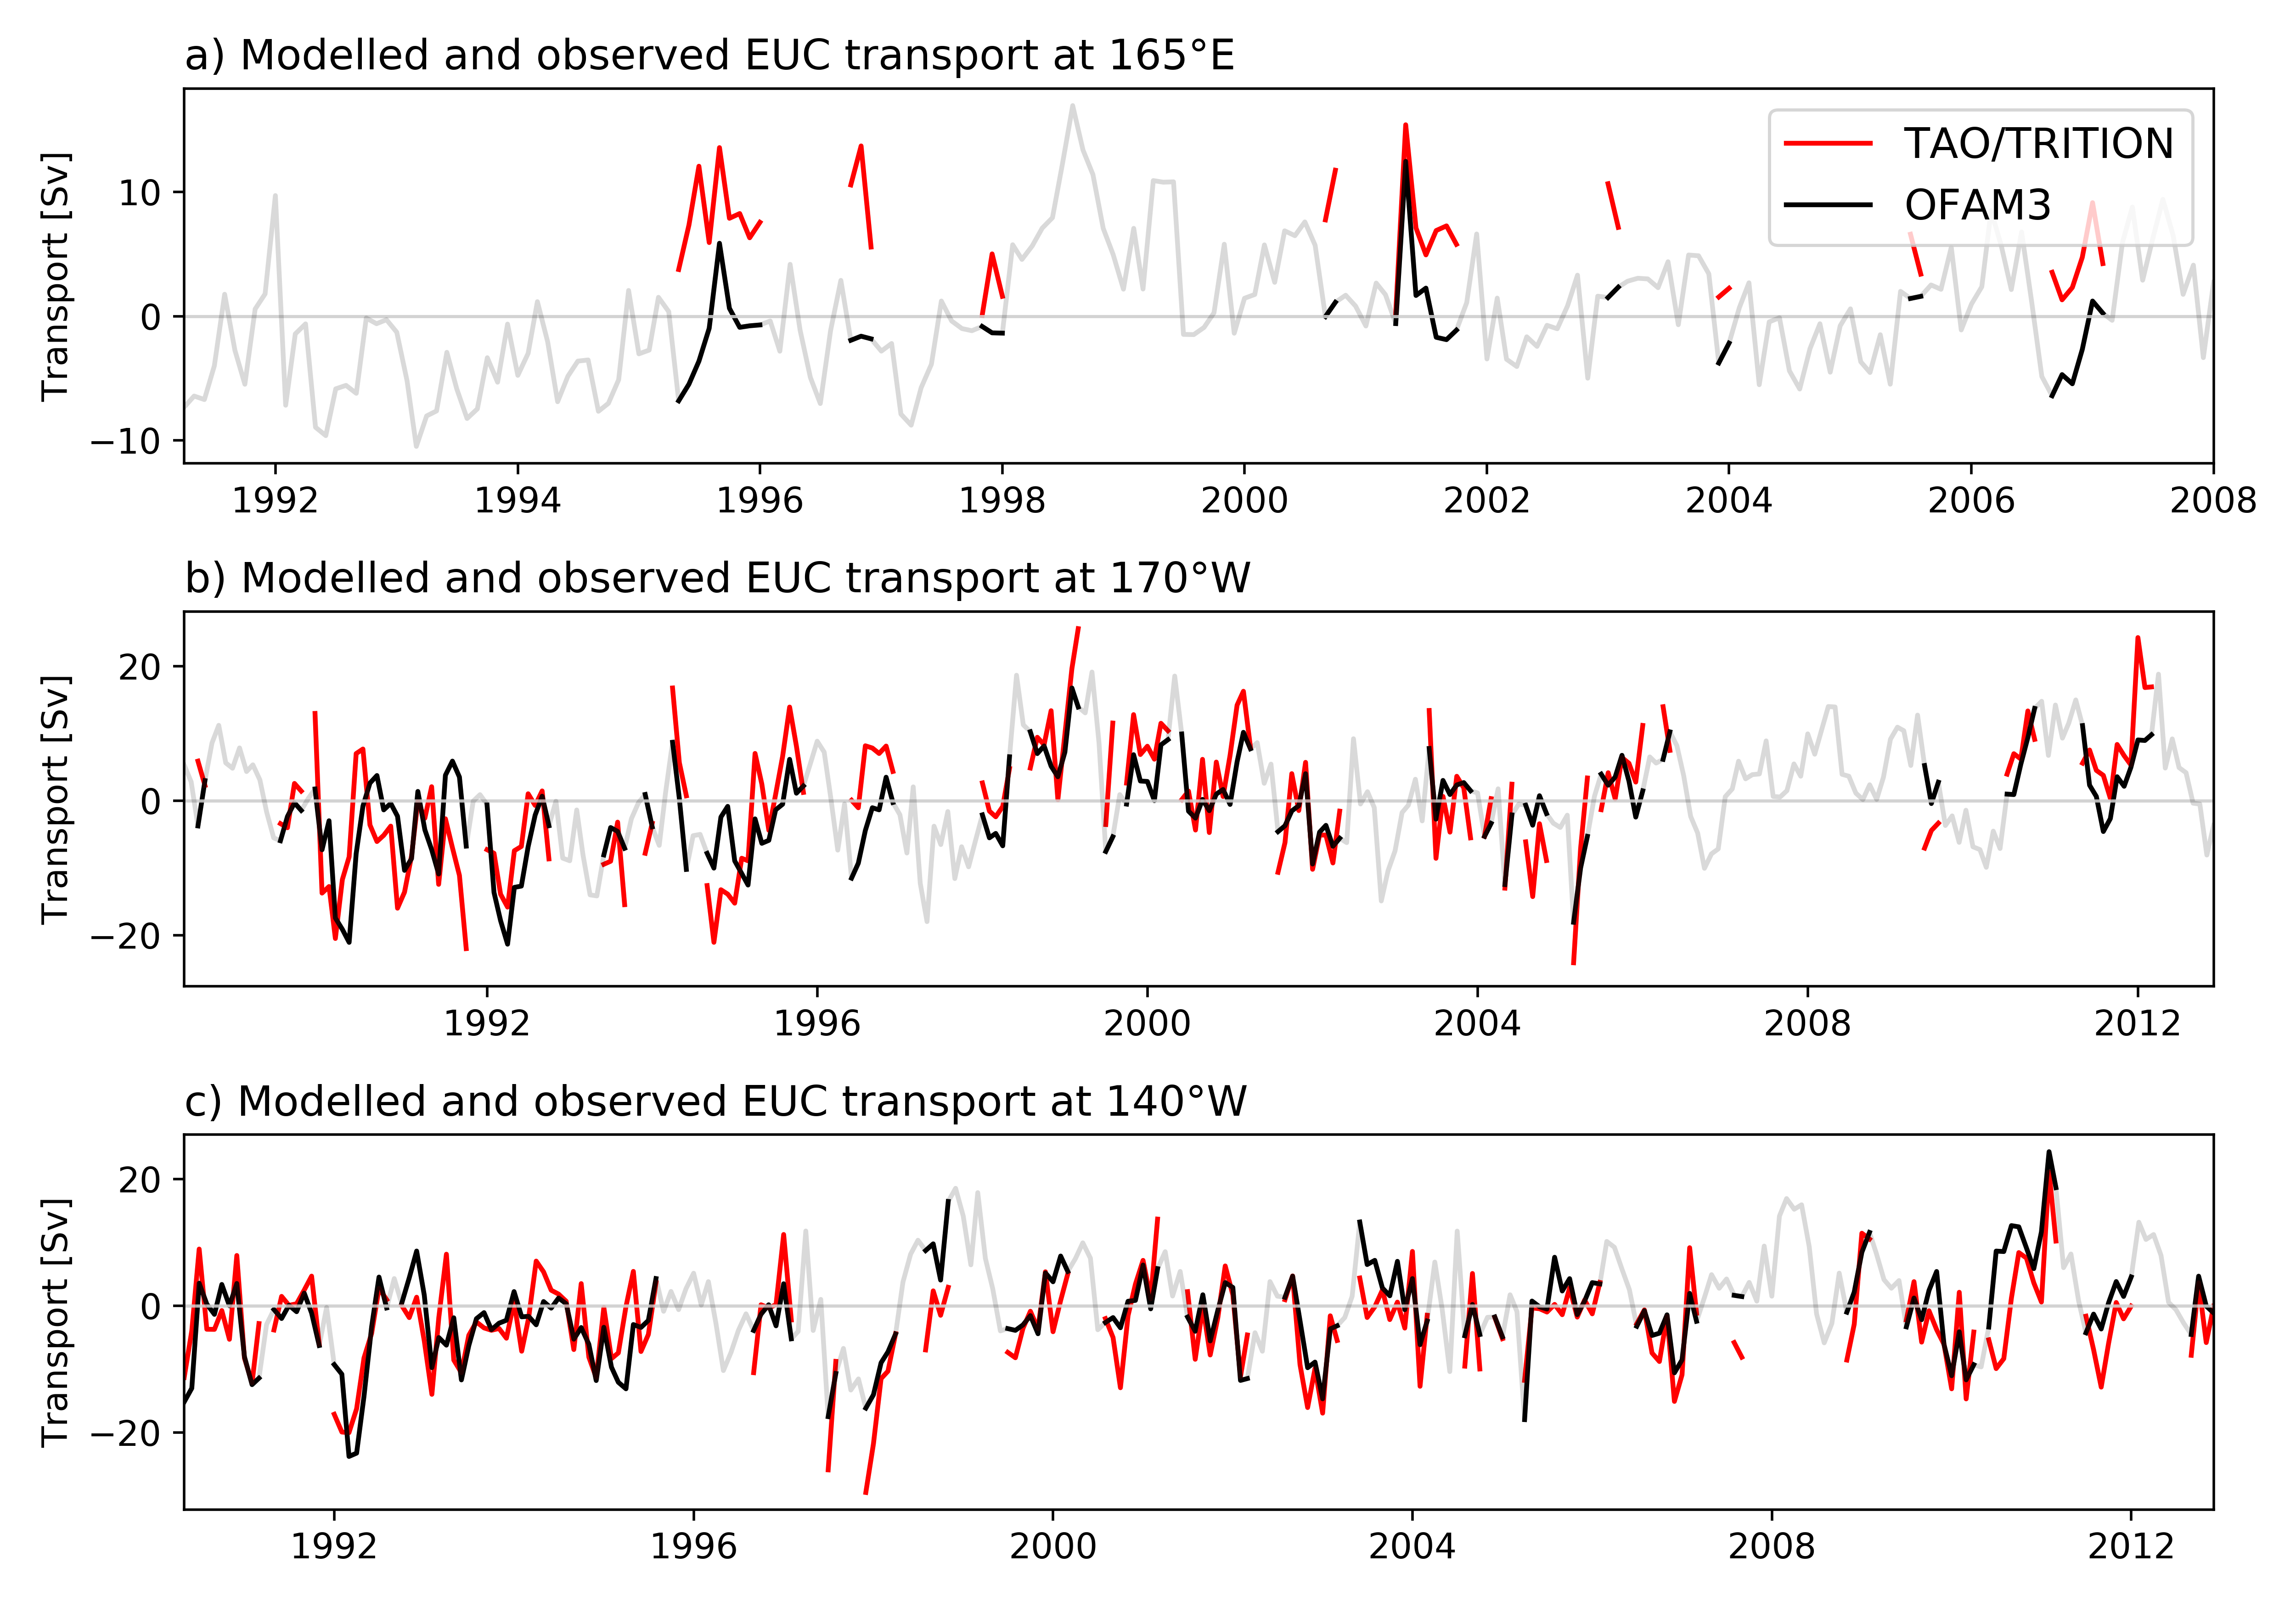 a) Modelled and observed EUC transport at 165°E
Transport [Sv]
10
0
−10
TAO/TRITION
OFAM3
1992 1994 1996 1998 2000 2002 2004 2006 2008
b) Modelled and observed EUC transport at 170°W
Transport [Sv]
20
0
−20
1992 1996 2000 2004 2008 2012
c) Modelled and observed EUC transport at 140°W
Transport [Sv]
20
0
−20
1992 1996 2000 2004 2008 2012